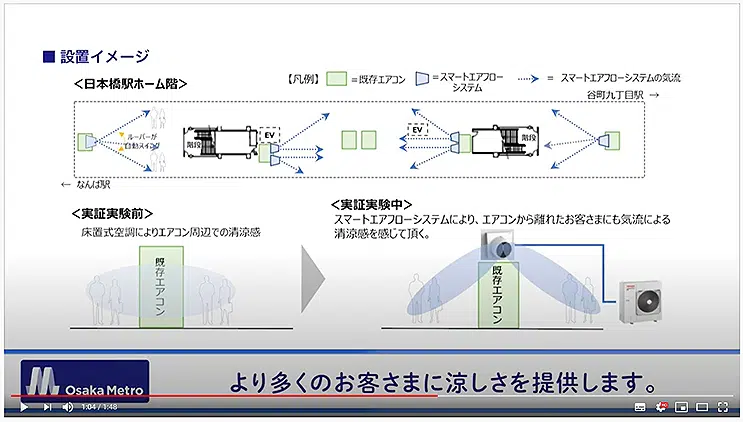 ■ 設置イメージ
<日本橋駅ホーム階>
【凡例】 =既存エアコン =スマートエアフローシステム = スマートエアフローシステムの気流
谷町九丁目駅 →
ルーバーが
自動スイング
階段
EV
EV
階段
← なんば駅
<実証実験前>
床置式空調によりエアコン周辺での清涼感
<実証実験中>
スマートエアフローシステムにより、エアコンから離れたお客さまにも気流による
清涼感を感じて頂く。
既存エアコン
既存エアコン
Osaka Metro
より多くのお客さまに涼しさを提供します。
1:04 / 1:48